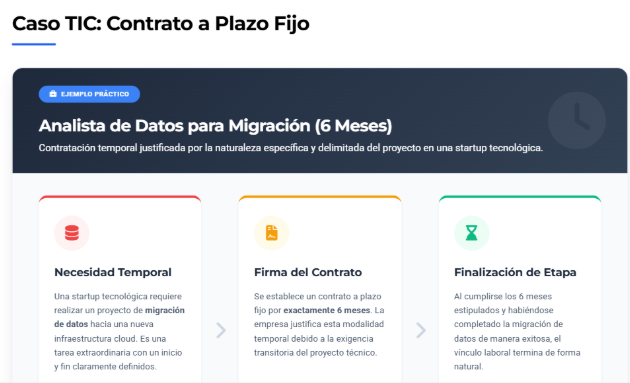 Caso TIC: Contrato a Plazo Fijo
EJEMPLO PRÁCTICO
Analista de Datos para Migración (6 Meses)
Contratación temporal justificada por la naturaleza específica y delimitada del proyecto en una startup tecnológica.
Necesidad Temporal
Una startup tecnológica requiere
realizar un proyecto de migración
de datos hacia una nueva
infraestructura cloud. Es una
tarea extraordinaria con un inicio
y fin claramente definidos.
Firma del Contrato
Se establece un contrato a plazo
fijo por exactamente 6 meses. La
empresa justifica esta modalidad
temporal debido a la exigencia
transitoria del proyecto técnico.
Finalización de Etapa
Al cumplirse los 6 meses
estipulados y habiéndose
completado la migración de
datos de manera exitosa, el
vínculo laboral termina de forma
natural.